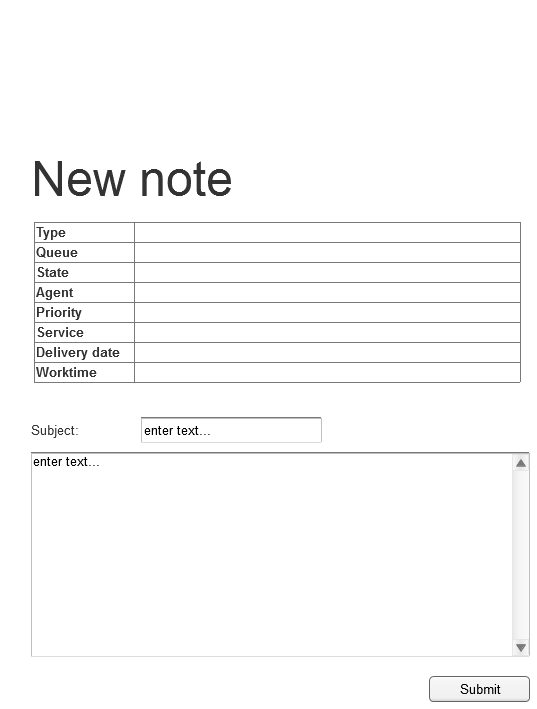 New note
Type
Queue
State
Agent
Priority
Service
Delivery date
Worktime
Subject: enter text...
enter text...
Submit